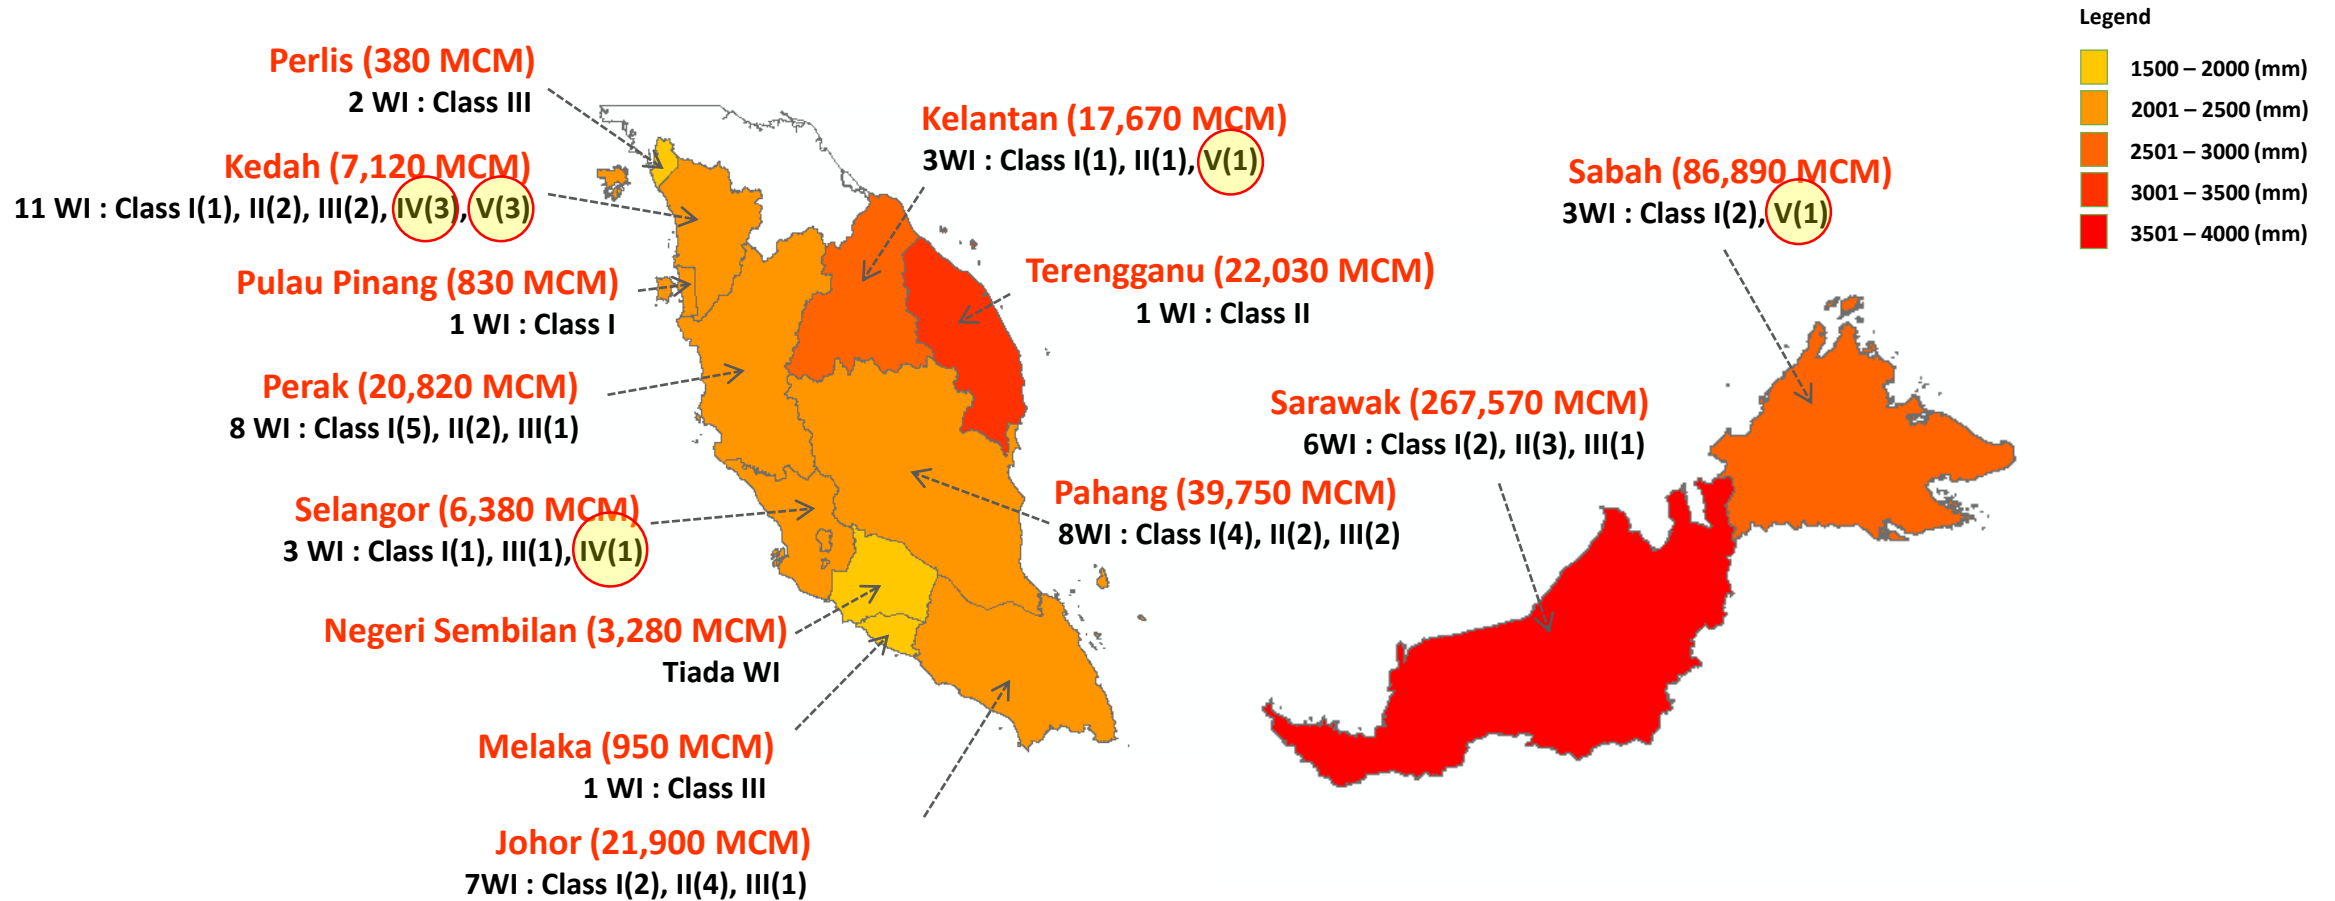 Legend
1500 – 2000 (mm)
2001 – 2500 (mm)
2501 – 3000 (mm)
3001 – 3500 (mm)
3501 – 4000 (mm)
Perlis (380 MCM)
2 WI : Class III
Kedah (7,120 MCM)
11 WI : Class I(1), II(2), III(2), IV(3), V(3)
Pulau Pinang (830 MCM)
1 WI : Class I
Perak (20,820 MCM)
8 WI : Class I(5), II(2), III(1)
Selangor (6,380 MCM)
3 WI : Class I(1), III(1), IV(1)
Negeri Sembilan (3,280 MCM)
Tiada WI
Melaka (950 MCM)
1 WI : Class III
Johor (21,900 MCM)
7WI : Class I(2), II(4), III(1)
Kelantan (17,670 MCM)
3WI : Class I(1), II(1), V(1)
Terengganu (22,030 MCM)
1 WI : Class II
Pahang (39,750 MCM)
8WI : Class I(4), II(2), III(2)
Sabah (86,890 MCM)
3WI : Class I(2), V(1)
Sarawak (267,570 MCM)
6WI : Class I(2), II(3), III(1)